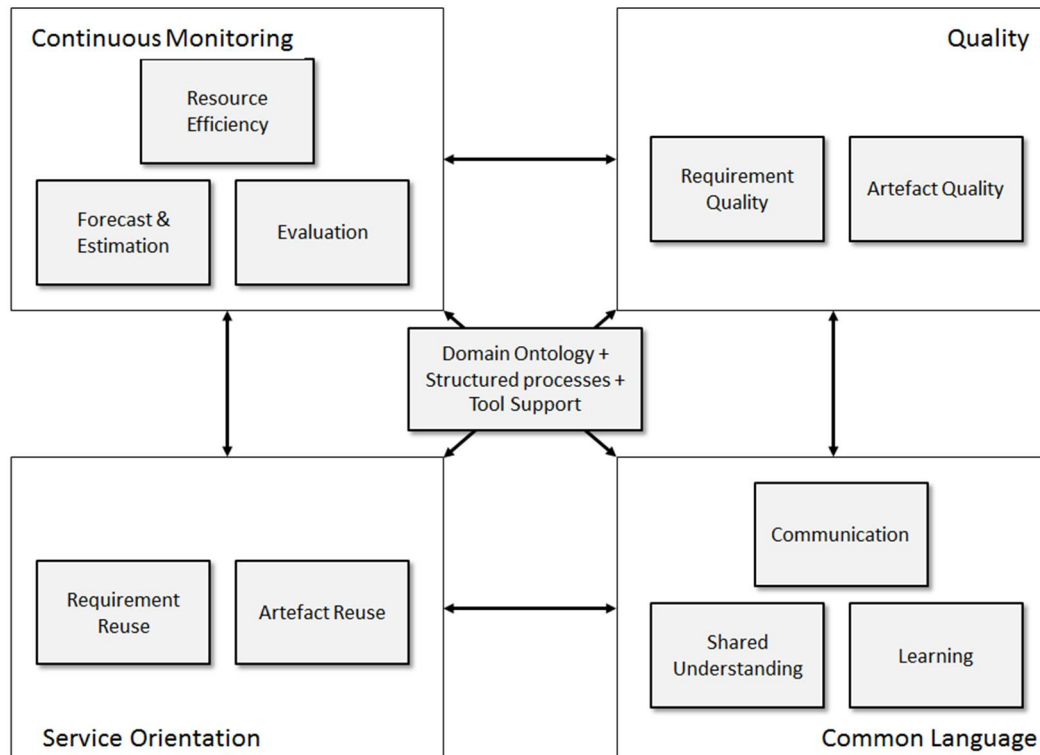 Continuous Monitoring
Resource
Efficiency
Forecast &
Estimation
Evaluation
Quality
Requirement
Quality
Artefact Quality
Domain Ontology +
Structured processes +
Tool Support
Requirement
Reuse
Artefact Reuse
Service Orientation
Communication
Shared
Understanding
Learning
Common Language